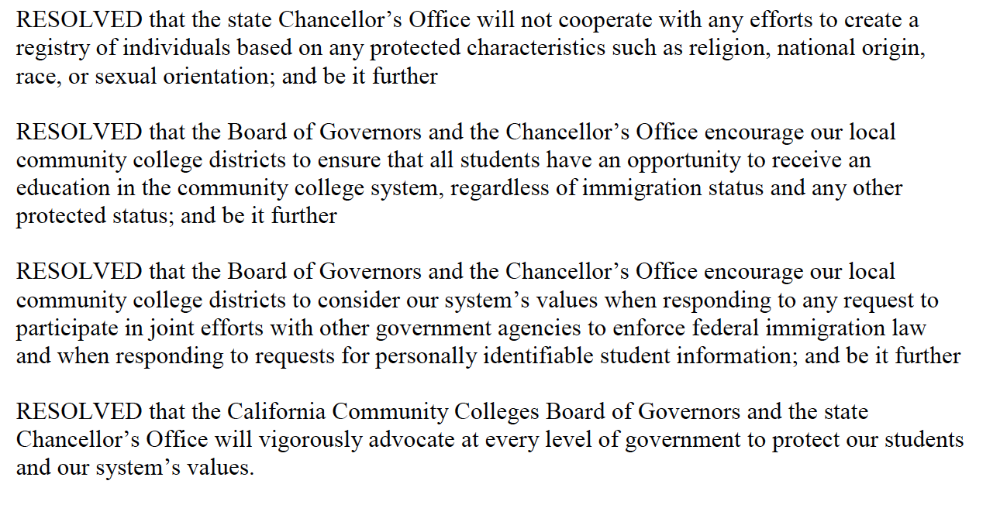 RESOLVED that the state Chancellor’s Office will not cooperate with any efforts to create a
registry of individuals based on any protected characteristics such as religion, national origin,
race, or sexual orientation; and be it further
RESOLVED that the Board of Governors and the Chancellor’s Office encourage our local
community college districts to ensure that all students have an opportunity to receive an
education in the community college system, regardless of immigration status and any other
protected status; and be it further
RESOLVED that the Board of Governors and the Chancellor’s Office encourage our local
community college districts to consider our system’s values when responding to any request to
participate in joint efforts with other government agencies to enforce federal immigration law
and when responding to requests for personally identifiable student information; and be it further
RESOLVED that the California Community Colleges Board of Governors and the state
Chancellor’s Office will vigorously advocate at every level of government to protect our students
and our system’s values.